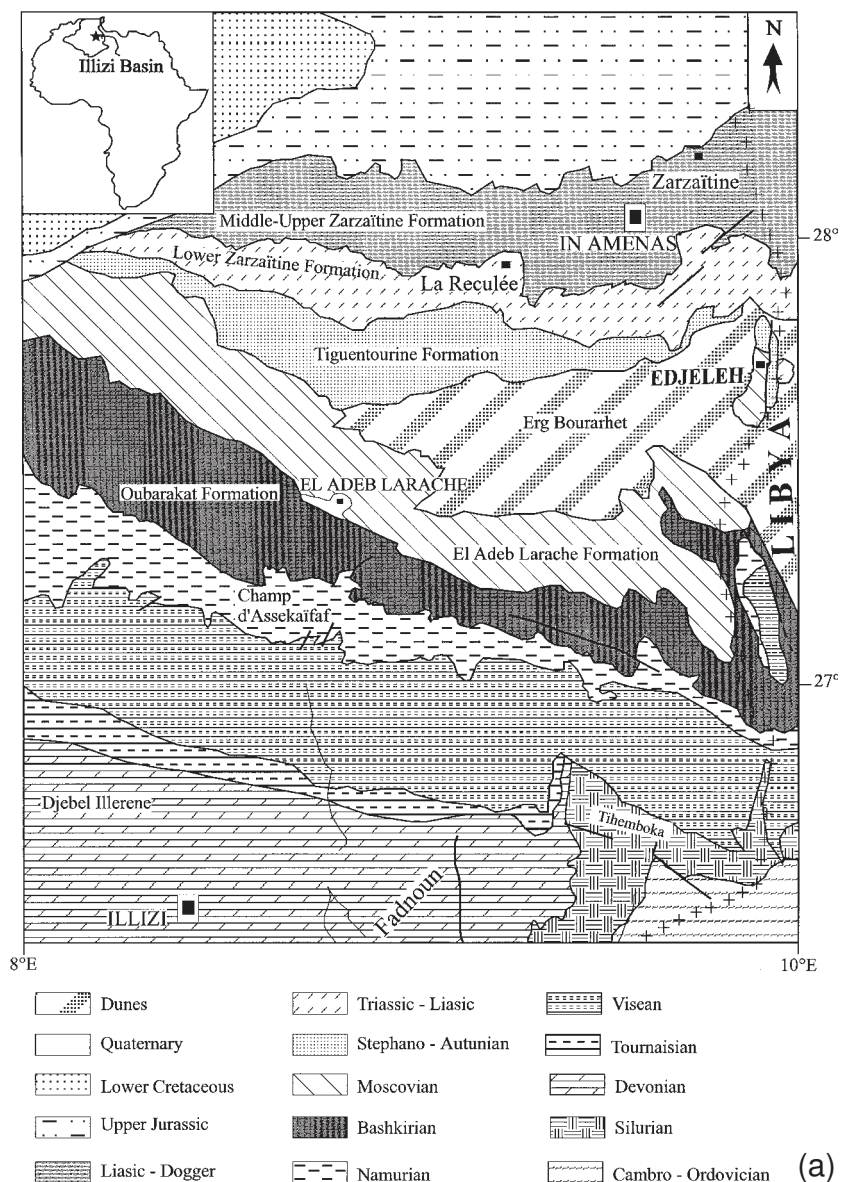 Illizi Basin
N
Zarzaïtine
Middle-Upper Zarzaïtine Formation
IN AMENAS
28°
Lower Zarzaïtine Formation
La Reculée
Tiguentourine Formation
EDJELEH
Erg Bourarhet
LIBYA
EL ADEB LARACHE
Oubarakat Formation
El Adeb Larache Formation
Champ
d'Assekaïfaf
27°
Djebel Illerene
Tihemboka
Fadnoun
ILLIZI
8°E
10°E
Dunes
Quaternary
Lower Cretaceous
Upper Jurassic
Liasic - Dogger
Triassic - Liasic
Stephano - Autunian
Moscovian
Bashkirian
Namurian
Visean
Tournaisian
Devonian
Silurian
Cambro - Ordovician
(a)